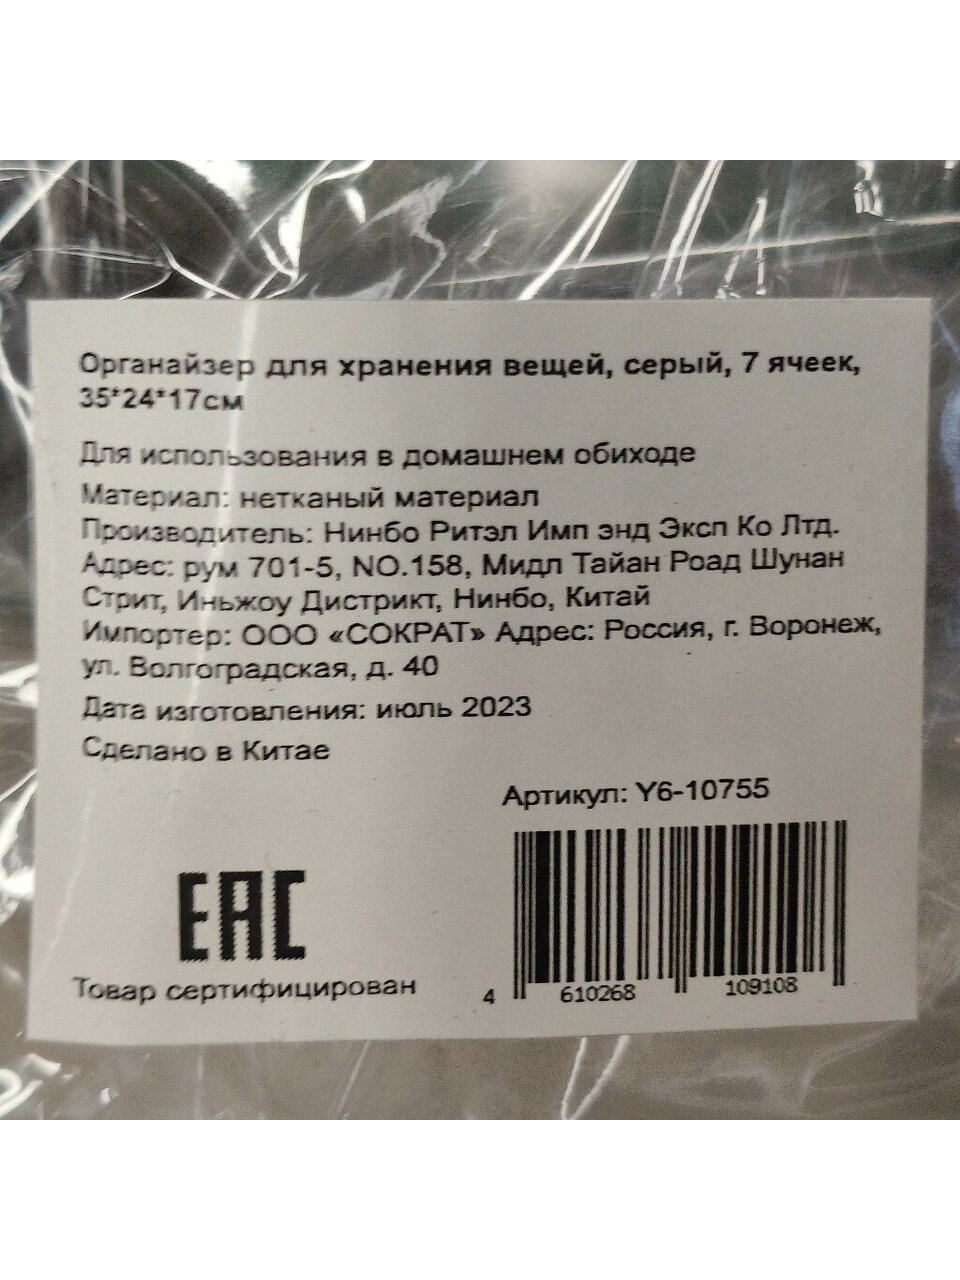 Органайзер для хранения вещей, серый, 7 ячеек,
35*24*17см
Для использования в домашнем обиходе
Материал: нетканый материал
Производитель: Нинбо Ритэл Имп энд Эксп Ко Лтд.
Адрес: рум 701-5, NO.158, Мидл Тайан Роад Шунан
Стрит, Иньжоу Дистрикт, Нинбо, Китай
Импортер: ООО «СОКРАТ» Адрес: Россия, г. Воронеж,
ул. Волгоградская, д. 40
Дата изготовления: июль 2023
Сделано в Китае
Артикул: Y6-10755
ЕАС
Товар сертифицирован
4 610268 109108